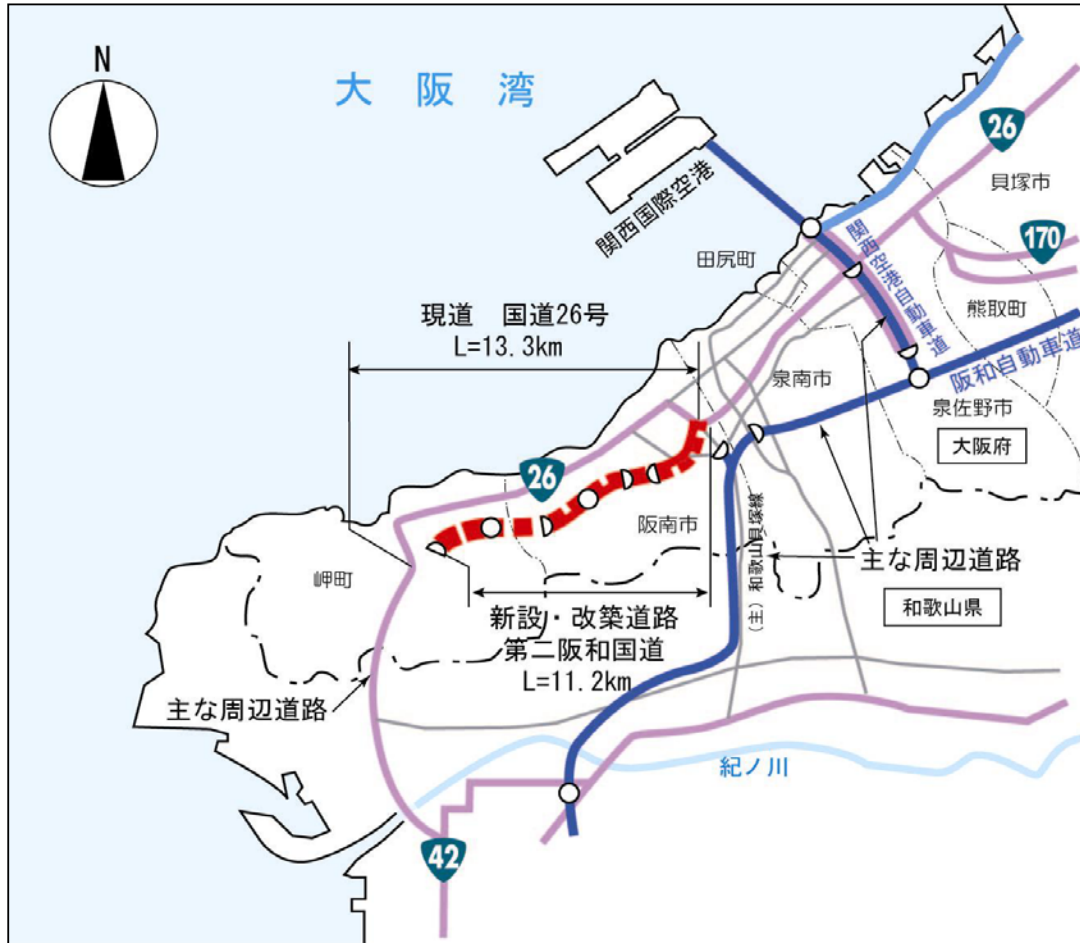 N
大阪湾
26
貝塚市
関西国際空港
関西空港自動車道
170
田尻町
現道 国道26号
L=13.3km
熊取町
阪和自動車道
泉南市
泉佐野市
大阪府
26
阪南市
(主)和歌山貝塚線
主な周辺道路
岬町
和歌山県
新設・改築道路
第二阪和国道
L=11.2km
主な周辺道路
紀ノ川
42